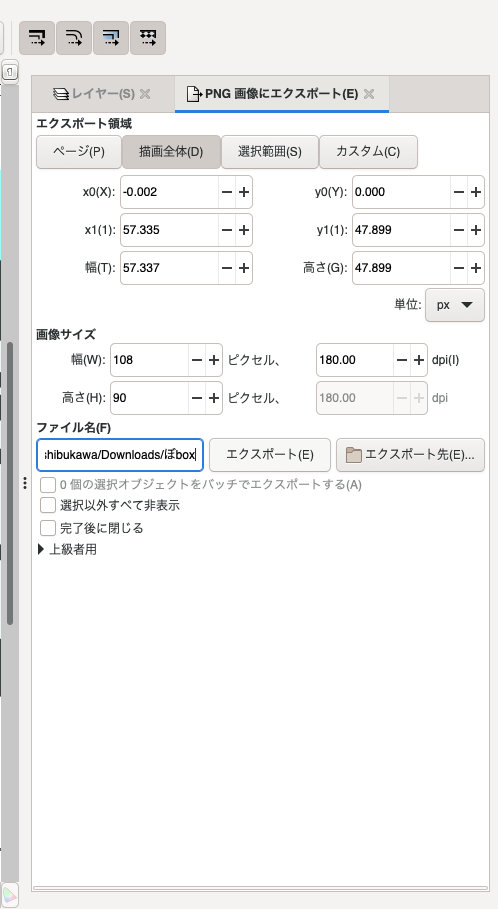 レイヤー(S)
PNG 画像にエクスポート(E)
エクスポート領域
ページ(P) 描画全体(D) 選択範囲(S) カスタム(C)
x0(X): -0.002 y0(Y): 0.000
x1(1): 57.335 y1(1): 47.899
幅(T): 57.337 高さ(G): 47.899
単位: px
画像サイズ
幅(W): 108 ピクセル、 180.00 dpi(I)
高さ(H): 90 ピクセル、 180.00 dpi
ファイル名(F)
shibukawa/Downloads/ぽbox エクスポート(E) エクスポート先(E)...
0 個の選択オブジェクトをバッチでエクスポートする(A)
選択以外すべて非表示
完了後に閉じる
上級者用